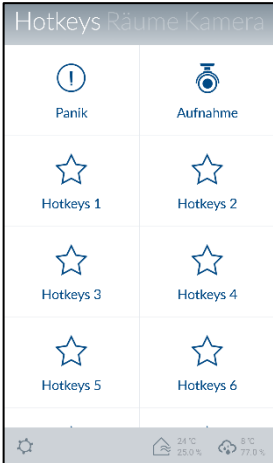 Hotkeys Räume Kamera
Panik Aufnahme
Hotkeys 1 Hotkeys 2
Hotkeys 3 Hotkeys 4
Hotkeys 5 Hotkeys 6
24 °C 8 °C
25.0 % 77.0 %